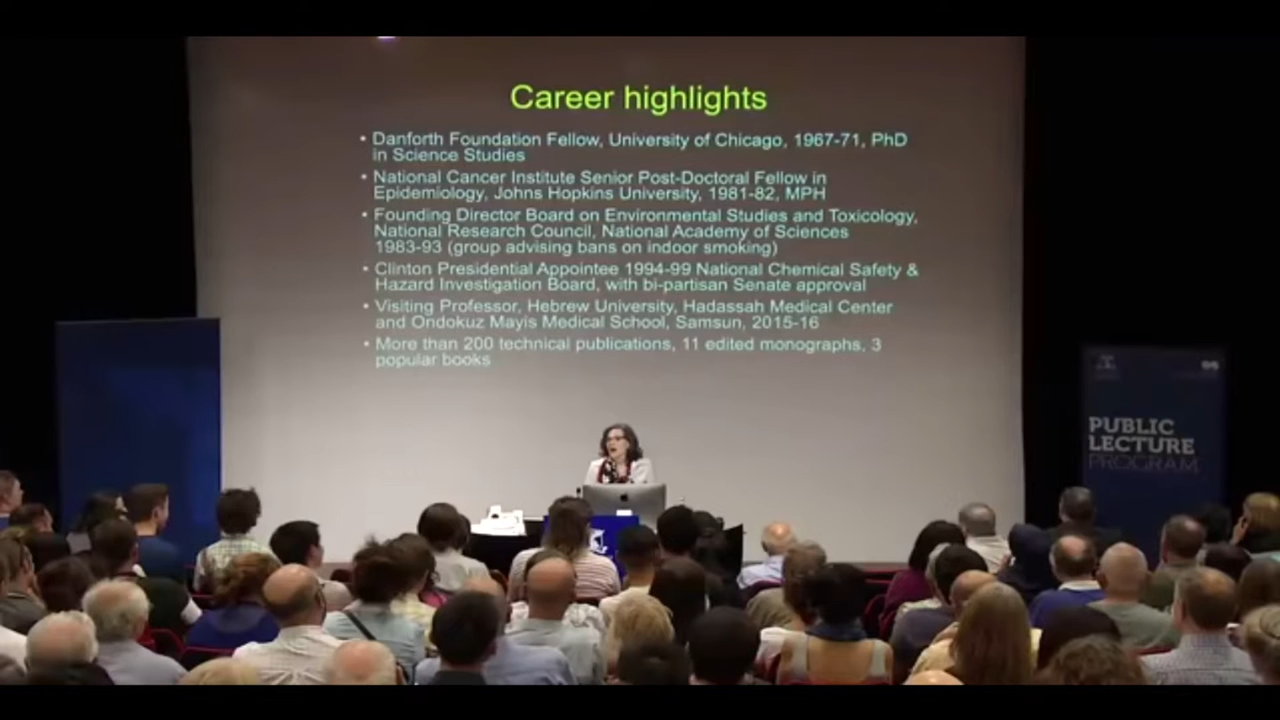 Career highlights
• Danforth Foundation Fellow, University of Chicago, 1967-71, PhD
in Science Studies
• National Cancer Institute Senior Post-Doctoral Fellow in
Epidemiology, Johns Hopkins University, 1981-82, MPH
• Founding Director Board on Environmental Studies and Toxicology,
National Research Council, National Academy of Sciences
1983-93 (group advising bans on indoor smoking)
• Clinton Presidential Appointee 1994-99 National Chemical Safety &
Hazard Investigation Board, with bi-partisan Senate approval
• Visiting Professor, Hebrew University, Hadassah Medical Center
and Ondokuz Mayis Medical School, Samsun, 2015-16
• More than 200 technical publications, 11 edited monographs, 3
popular books
PUBLIC
LECTURE
PROGRAM